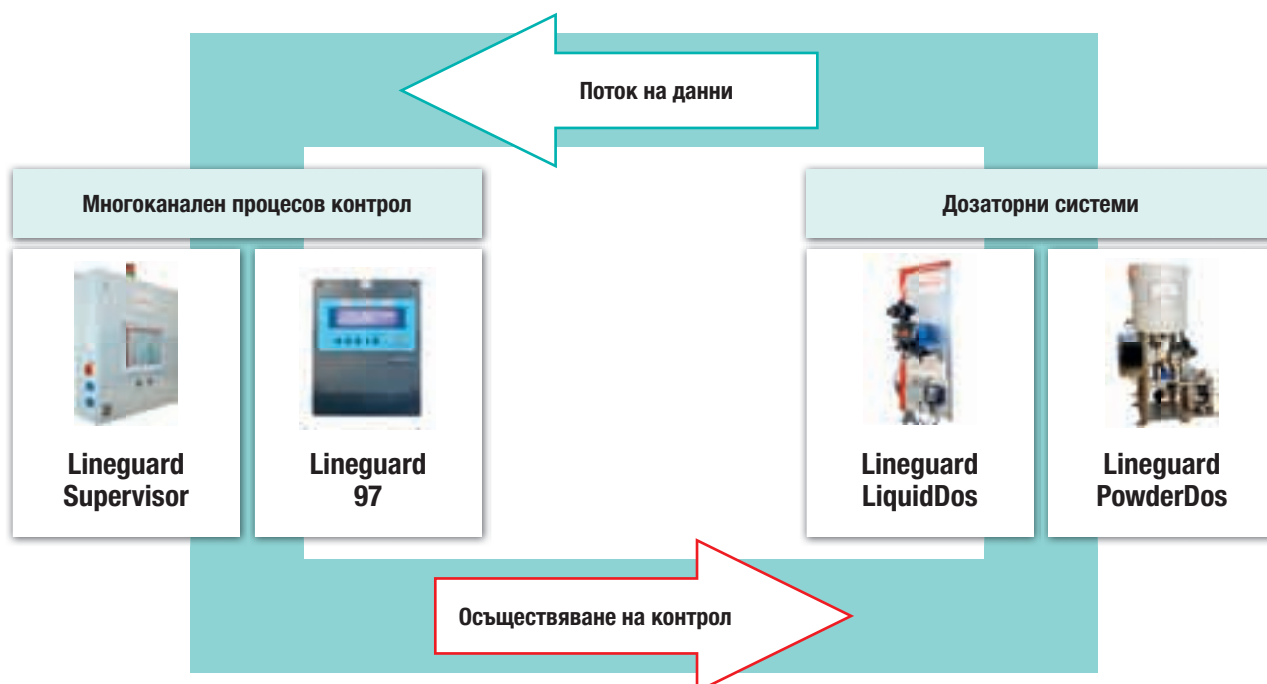 Поток на данни
Многоканален процесов контрол
Дозаторни системи
Lineguard
Supervisor
Lineguard
97
Lineguard
LiquidDos
Lineguard
PowderDos
Осъществяване на контрол